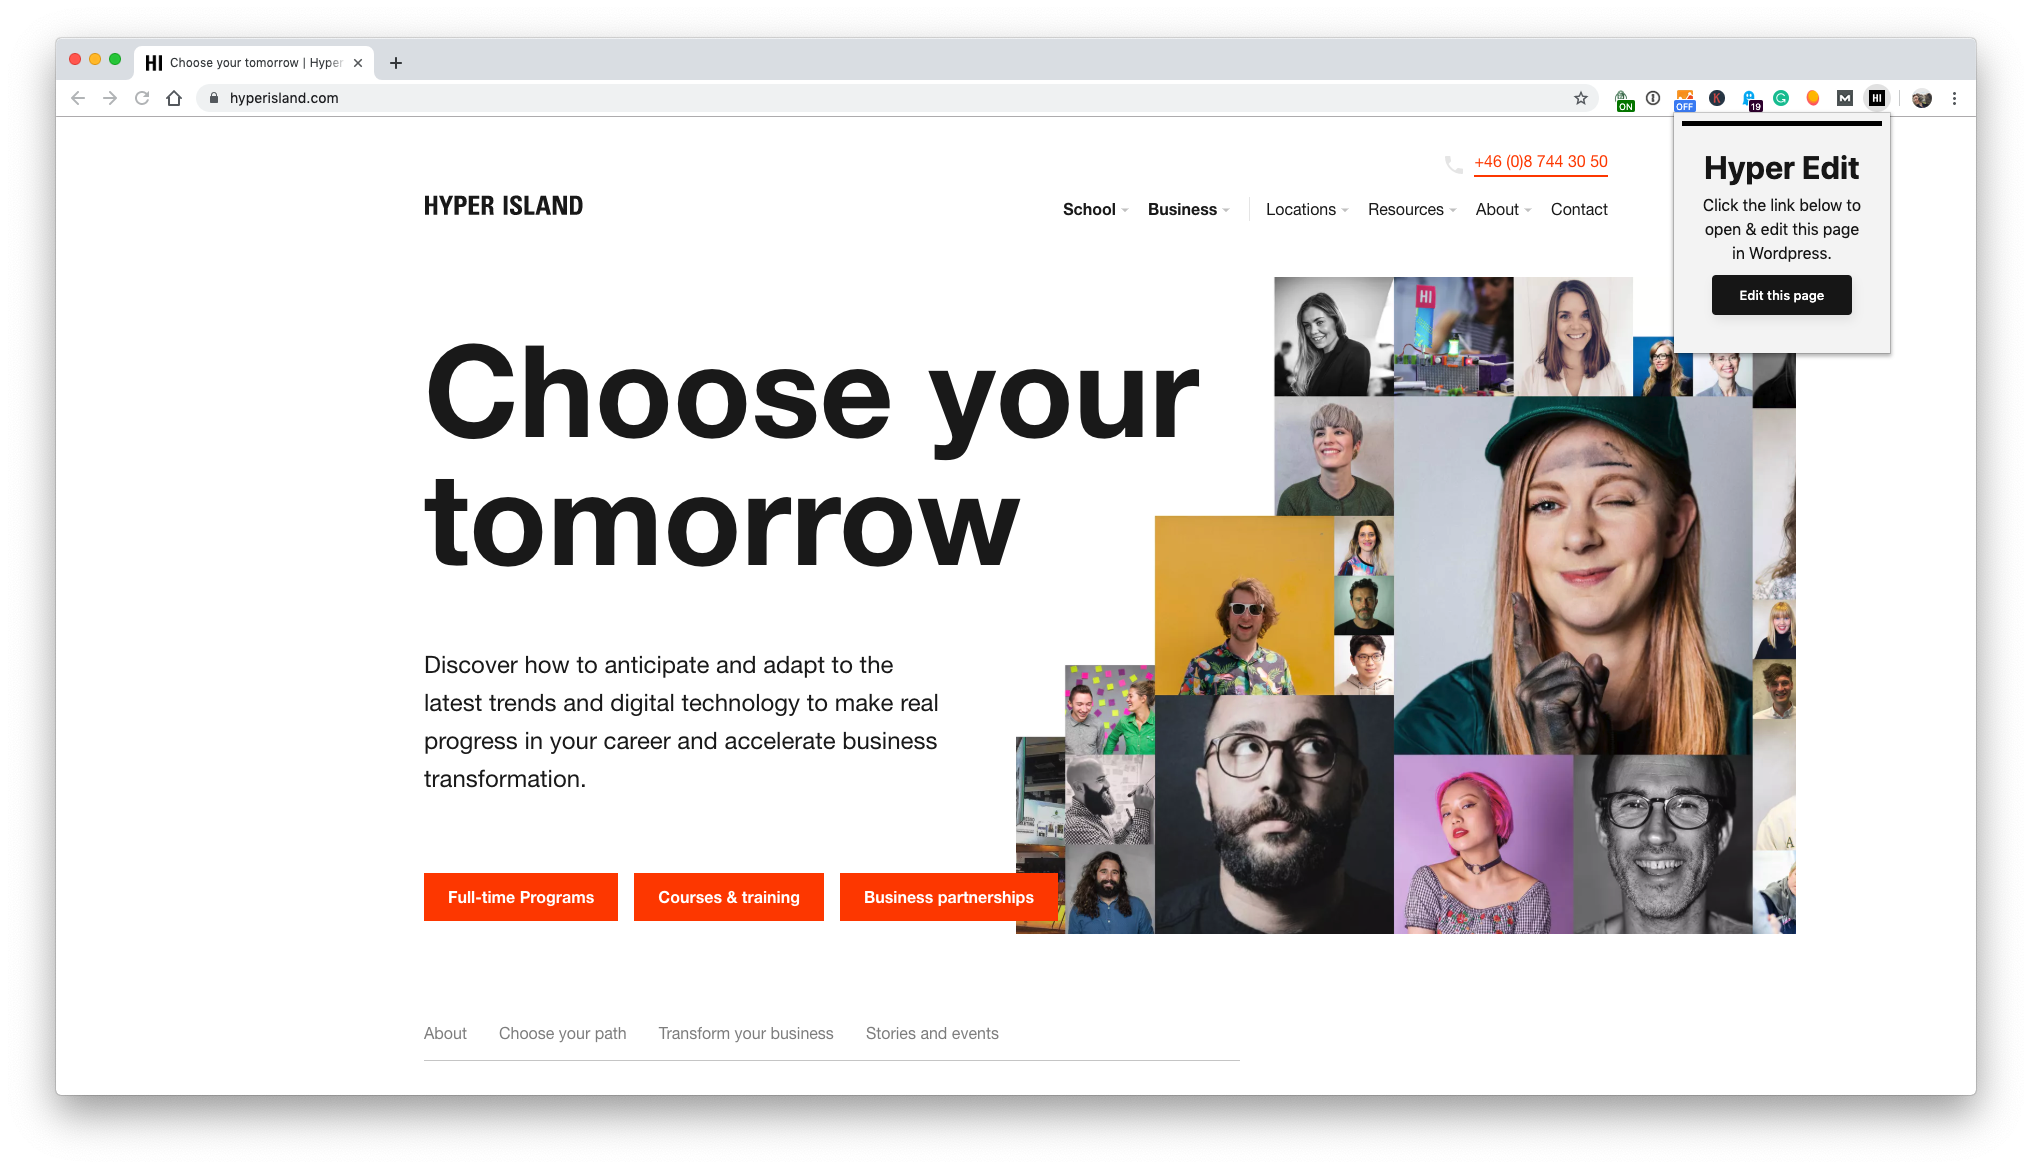 HI Choose your tomorrow | Hyper
hyperisland.com
ON
OFF
K
19
G
M
HI
+46 (0)8 744 30 50
HYPER ISLAND
School Business Locations Resources About Contact
Hyper Edit
Click the link below to
open & edit this page
in Wordpress.
Edit this page
HI
Choose your
tomorrow
Discover how to anticipate and adapt to the
latest trends and digital technology to make real
progress in your career and accelerate business
transformation.
Full-time Programs
Courses & training
Business partnerships
About Choose your path Transform your business Stories and events